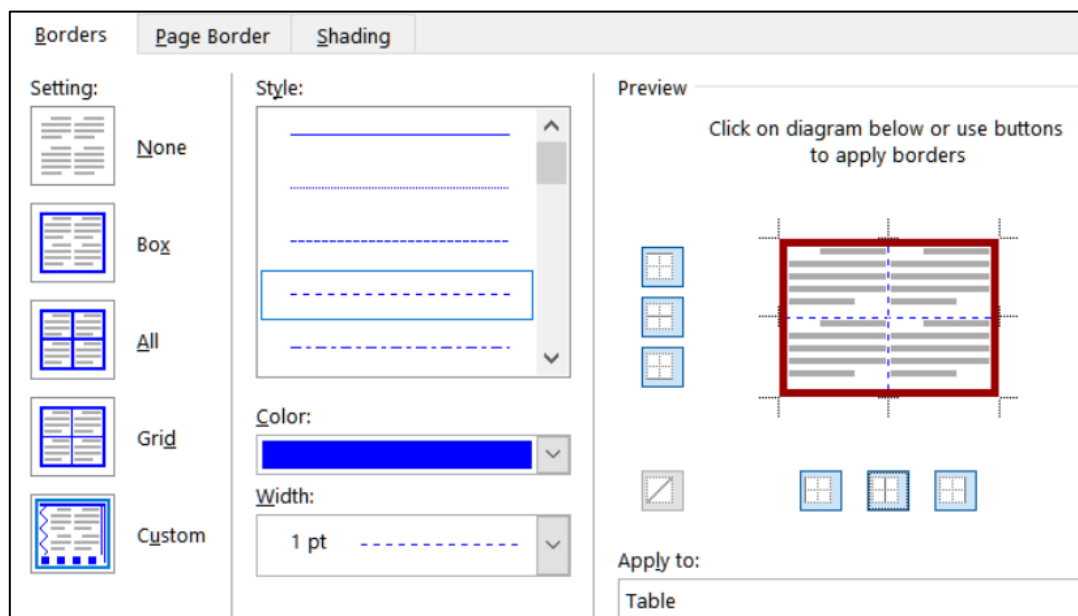 Borders
Page Border
Shading
Setting:
None
Box
All
Grid
Custom
Style:
Color:
Width:
1 pt
Preview
Click on diagram below or use buttons
to apply borders
Apply to:
Table